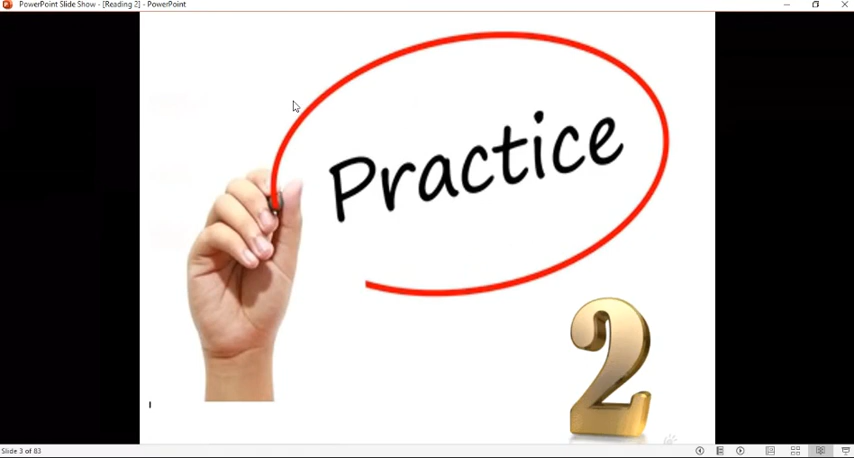 PowerPoint Slide Show - [Reading 2] - PowerPoint
Practice
2
Slide 3 of 83